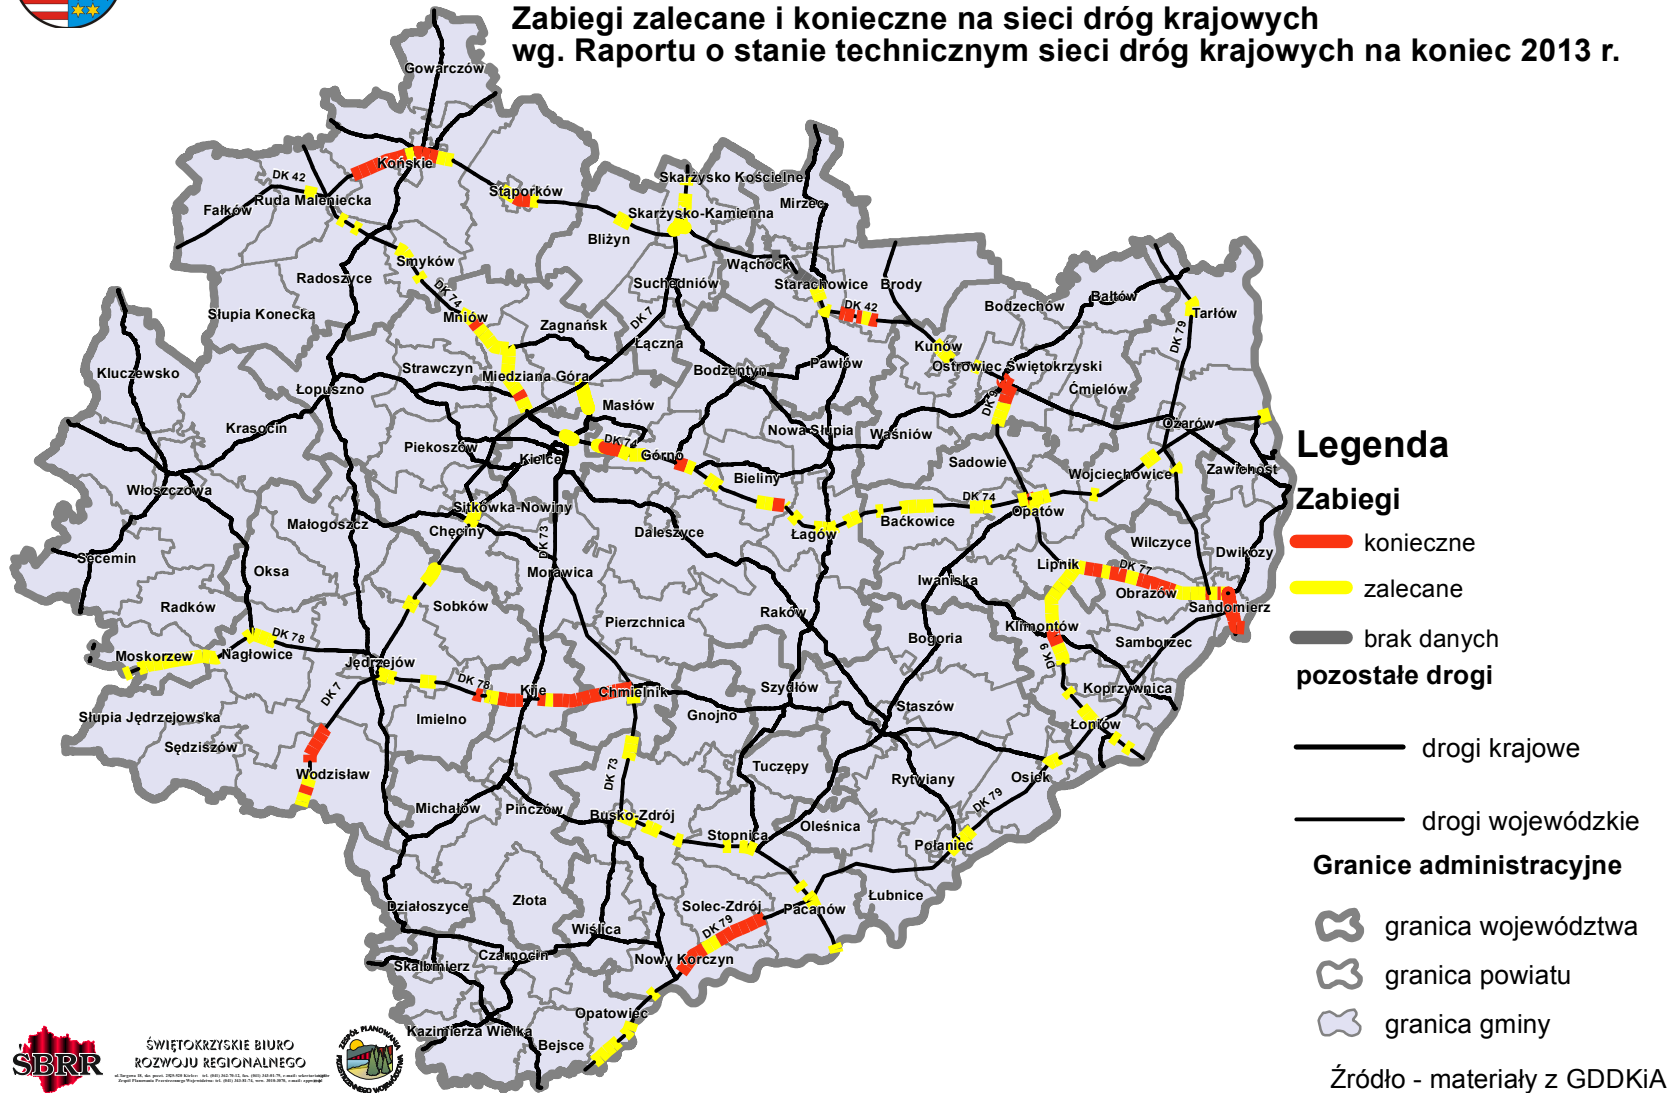 Zabiegi zalecane i konieczne na sieci dróg krajowych
wg. Raportu o stanie technicznym sieci dróg krajowych na koniec 2013 r.
Gowarczów
Końskie
DK 42
Ruda Maleniecka
Fałków
Stąporków
Skarżysko Kościelne
Skarżysko-Kamienna
Mirzec
Bliżyn
Smyków
Radoszyce
Wąchock
Suchedniów
Starachowice
Brody
DK 42
Słupia Konecka
DK 74
Mniów
Zagnańsk
DK 7
Łączna
Bodzechów
Bałtów
Tarłów
DK 79
Kunów
Ostrowiec Świętokrzyski
Kluczewsko
Strawczyn
Miedziana Góra
Bodzentyn
Pawłów
Łopuszno
Ćmielów
Masłów
DK 9
Krasocin
Piekoszów
Nowa Słupia
Waśniów
Ożarów
DK 74
Górno
Kielce
Bieliny
Sadowie
Wojciechowice
Zawichost
Włoszczowa
Sitkówka-Nowiny
DK 74
Małogoszcz
Chęciny
DK 73
Daleszyce
Łagów
Baćkowice
Opatów
Secemin
Oksa
Morawica
Wilczyce
Dwikozy
Lipnik
DK 77
Iwaniska
Obrazów
Sandomierz
Radków
Sobków
Pierzchnica
Raków
Klimontów
Bogoria
Samborzec
DK 78
Moskorzew
Nagłowice
Jędrzejów
DK 9
DK 7
DK 78
Kije
Chmielnik
Szydłów
Koprzywnica
Słupia Jędrzejowska
Imielno
Gnojno
Staszów
Łoniów
Sędziszów
Wodzisław
DK 73
Tuczępy
Rytwiany
Osiek
DK 79
Michałów
Pińczów
Busko-Zdrój
Stopnica
Oleśnica
Połaniec
Działoszyce
Złota
Solec-Zdrój
Pacanów
Łubnice
DK 79
Wiślica
Skalbmierz
Czarnocin
Nowy Korczyn
Opatowiec
Kazimierza Wielka
Bejsce
Legenda
Zabiegi
konieczne
zalecane
brak danych
pozostałe drogi
drogi krajowe
drogi wojewódzkie
Granice administracyjne
granica województwa
granica powiatu
granica gminy
Źródło - materiały z GDDKiA
SBRR
ŚWIĘTOKRZYSKIE BIURO
ROZWOJU REGIONALNEGO